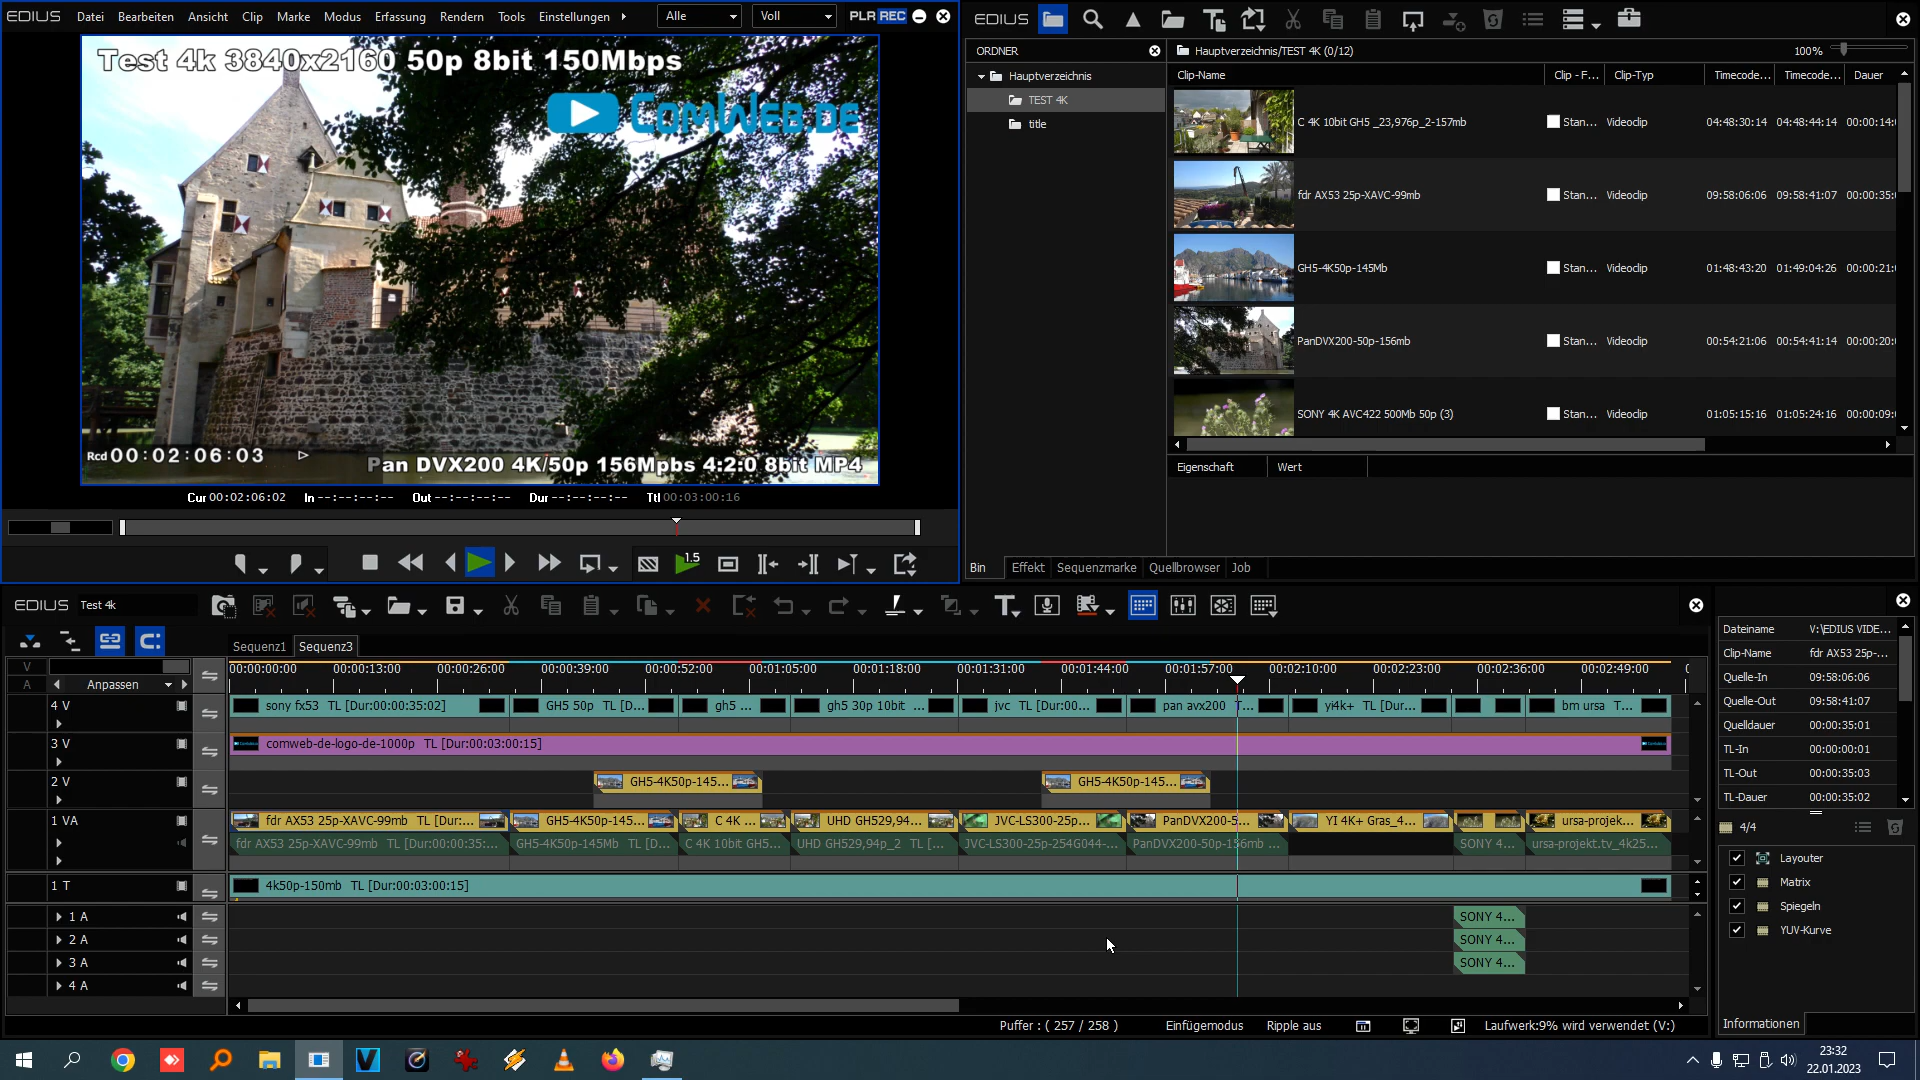 EDIUS Datei Bearbeiten Ansicht Clip Marke Modus Erfassung Rendern Tools Einstellungen Alle Voll PLR REC
Test 4k 3840x2160 50p 8bit 150Mbps
ComWeb.de
Rcd 00:02:06:03
Pan DVX200 4K/50p 156Mpbs 4:2:0 8bit MP4
Cur 00:02:06:02 In --:--:--:-- Out --:--:--:-- Dur --:--:--:-- Ttl 00:03:00:16
1.5
EDIUS
ORDNER
Hauptverzeichnis
TEST 4K
title
Hauptverzeichnis/TEST 4K (0/12) 100%
Clip-Name Clip - F... Clip-Typ Timecode... Timecode... Dauer
C 4K 10bit GH5 _23,976p_2-157mb Stan... Videoclip 04:48:30:14 04:48:44:14 00:00:14:
fdr AX53 25p-XAVC-99mb Stan... Videoclip 09:58:06:06 09:58:41:07 00:00:35:
GH5-4K50p-145Mb Stan... Videoclip 01:48:43:20 01:49:04:26 00:00:21:
PanDVX200-50p-156mb Stan... Videoclip 00:54:21:06 00:54:41:14 00:00:20:
SONY 4K AVC422 500Mb 50p (3) Stan... Videoclip 01:05:15:16 01:05:24:16 00:00:09:
Eigenschaft Wert
Bin Effekt Sequenzmarke Quellbrowser Job
EDIUS Test 4k
Sequenz1 Sequenz3
V
A Anpassen
00:00:00:00 00:00:13:00 00:00:26:00 00:00:39:00 00:00:52:00 00:01:05:00 00:01:18:00 00:01:31:00 00:01:44:00 00:01:57:00 00:02:10:00 00:02:23:00 00:02:36:00 00:02:49:00
4 V sony fx53 TL [Dur:00:00:35:02] GH5 50p TL [D... gh5 ... gh5 30p 10bit ... jvc TL [Dur:00... pan avx200 T... yi4k+ TL [Dur... bm ursa T...
3 V comweb-de-logo-de-1000p TL [Dur:00:03:00:15]
2 V GH5-4K50p-145... GH5-4K50p-145...
1 VA fdr AX53 25p-XAVC-99mb TL [Dur:... GH5-4K50p-145... C 4K ... UHD GH529,94... JVC-LS300-25p... PanDVX200-5... YI 4K+ Gras_4... ursa-projek...
fdr AX53 25p-XAVC-99mb TL [Dur:00:00:35:... GH5-4K50p-145Mb TL [D... C 4K 10bit GH5... UHD GH529,94p_2 TL [... JVC-LS300-25p-254G044-... PanDVX200-50p-156mb ... SONY 4... ursa-projekt.tv_4k25...
1 T 4k50p-150mb TL [Dur:00:03:00:15]
1 A SONY 4...
2 A SONY 4...
3 A SONY 4...
4 A
Puffer : ( 257 / 258 ) Einfügemodus Ripple aus Laufwerk:9% wird verwendet (V:)
Dateiname V:\EDIUS VIDE...
Clip-Name fdr AX53 25p-...
Quelle-In 09:58:06:06
Quelle-Out 09:58:41:07
Quelldauer 00:00:35:01
TL-In 00:00:00:01
TL-Out 00:00:35:03
TL-Dauer 00:00:35:02
4/4
Layouter
Matrix
Spiegeln
YUV-Kurve
Informationen
23:32
22.01.2023